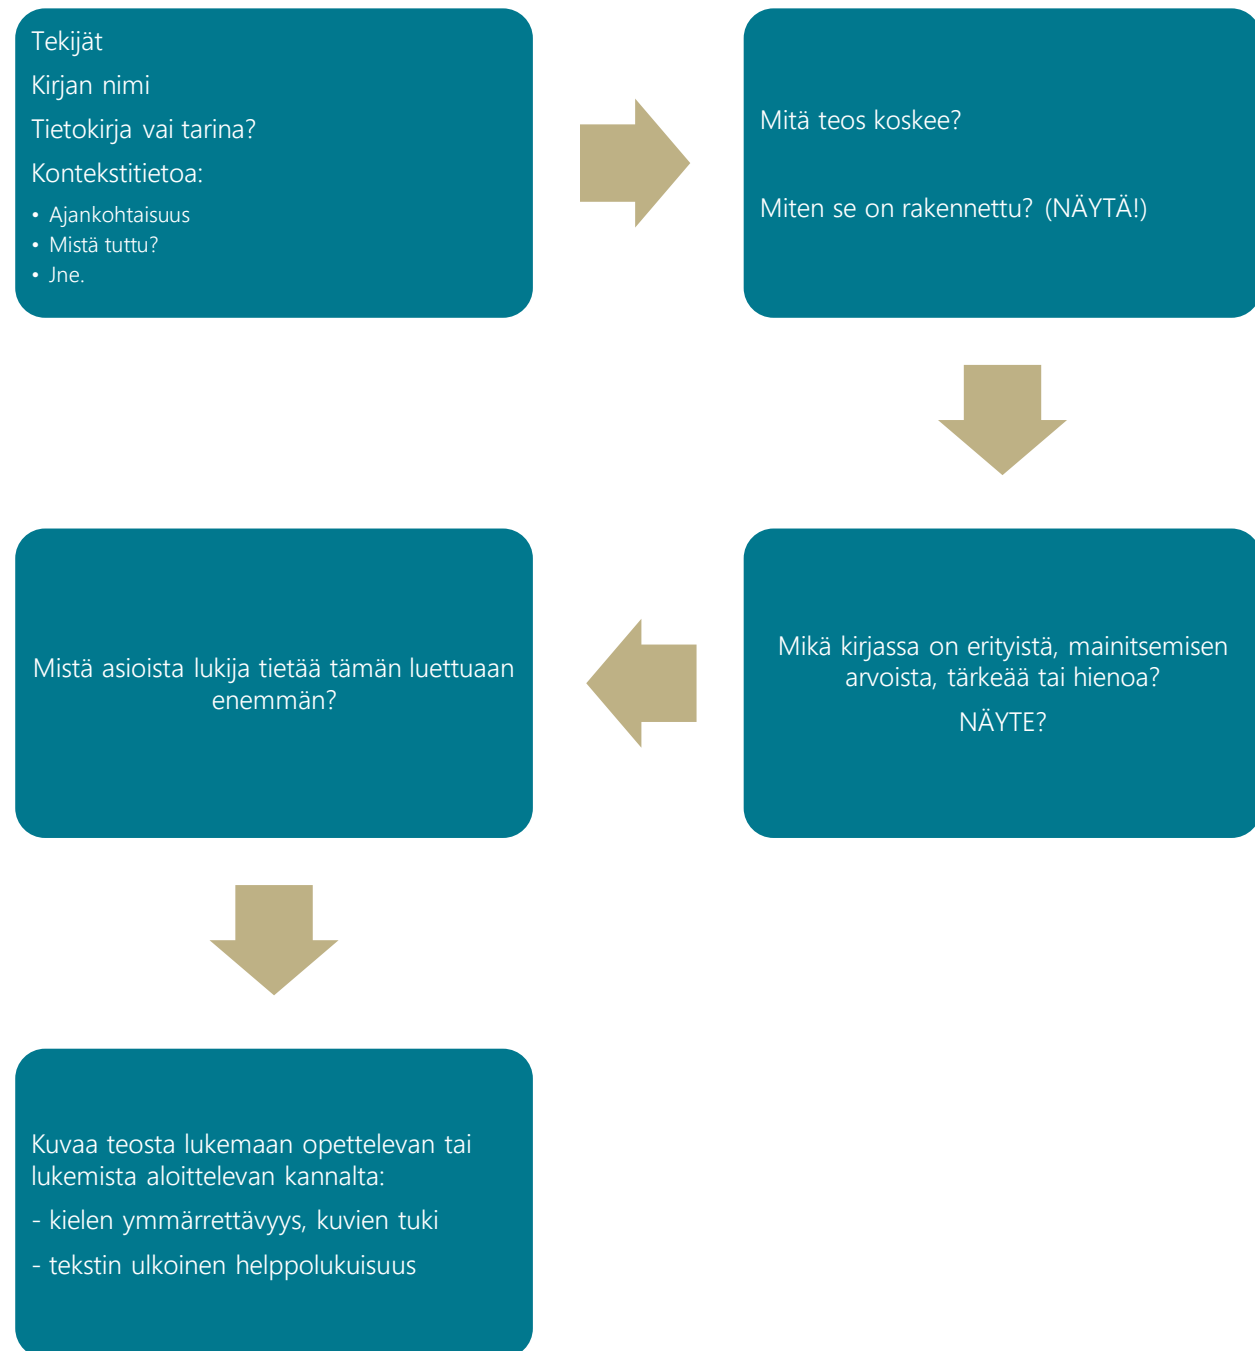 Tekijät
Kirjan nimi
Tietokirja vai tarina?
Kontekstitietoa:
• Ajankohtaisuus
• Mistä tuttu?
• Jne.
Mitä teos koskee?
Miten se on rakennettu? (NÄYTÄ!)
Mikä kirjassa on erityistä, mainitsemisen
arvoista, tärkeää tai hienoa?
NÄYTE?
Mistä asioista lukija tietää tämän luettuaan
enemmän?
Kuvaa teosta lukemaan opettelevan tai
lukemista aloittelevan kannalta:
- kielen ymmärrettävyys, kuvien tuki
- tekstin ulkoinen helppolukuisuus